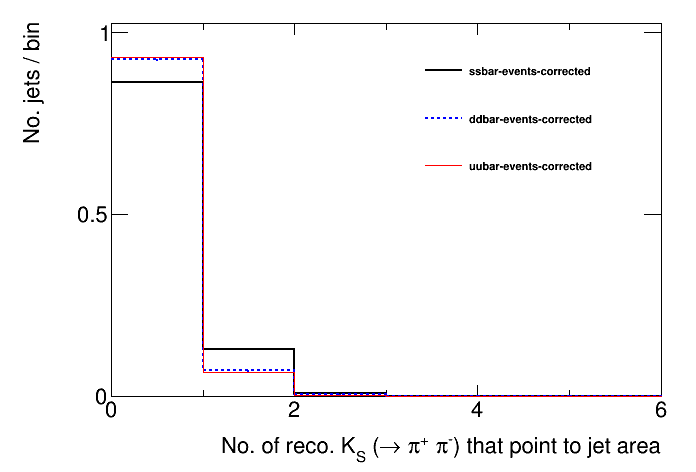 No. jets / bin
1
ssbar-events-corrected
ddbar-events-corrected
uubar-events-corrected
0.5
0
0 2 4 6
No. of reco. K_S (→ π⁺ π⁻) that point to jet area